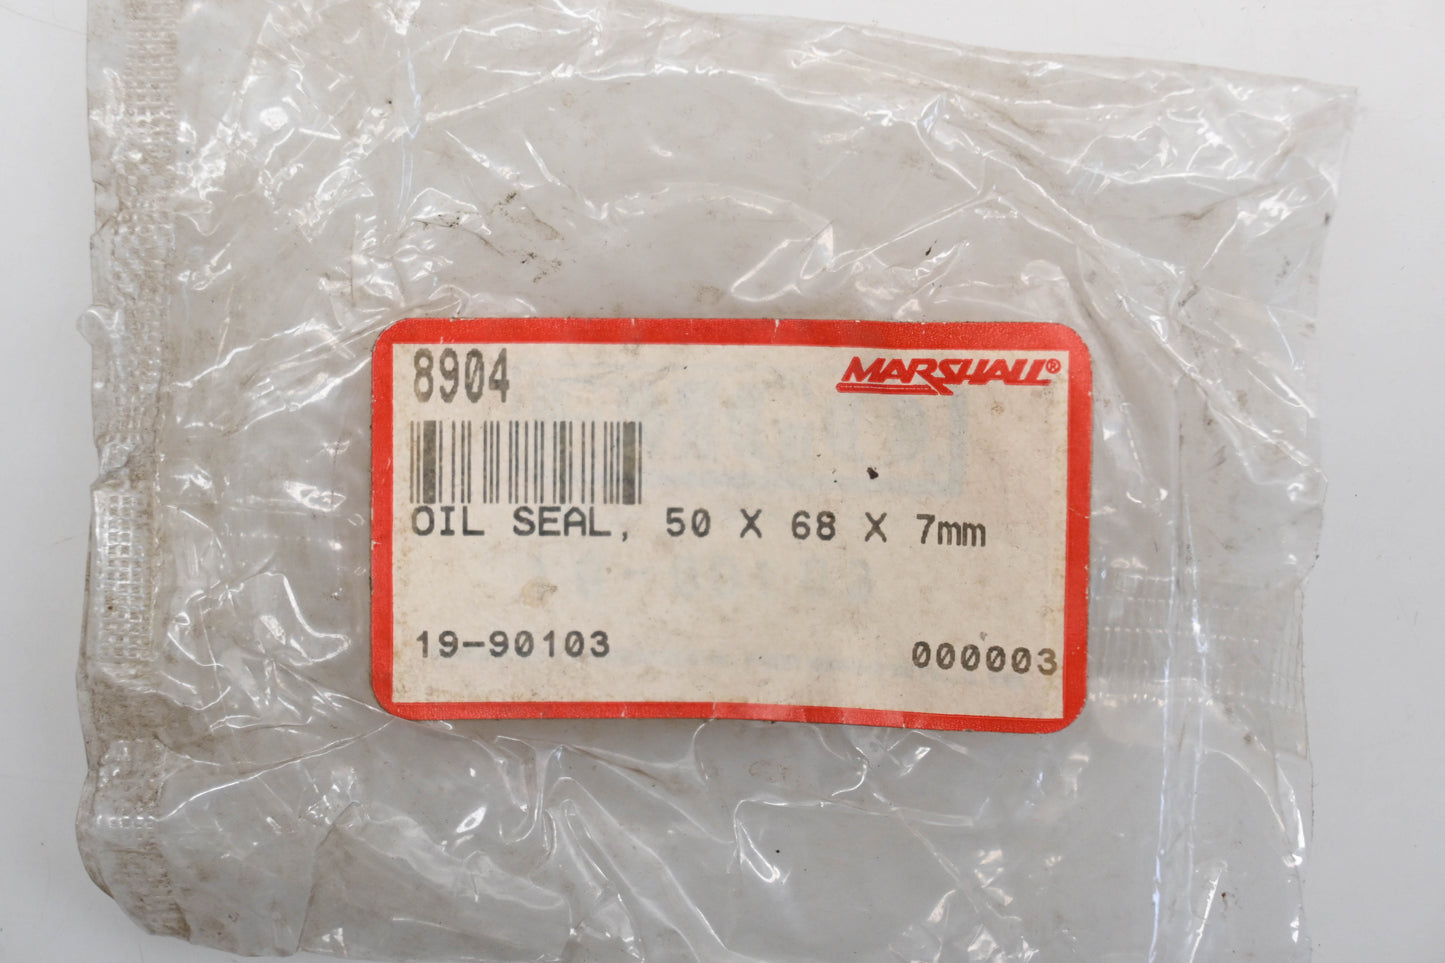 8904
MARSHALL®
OIL SEAL, 50 X 68 X 7mm
19-90103
000003